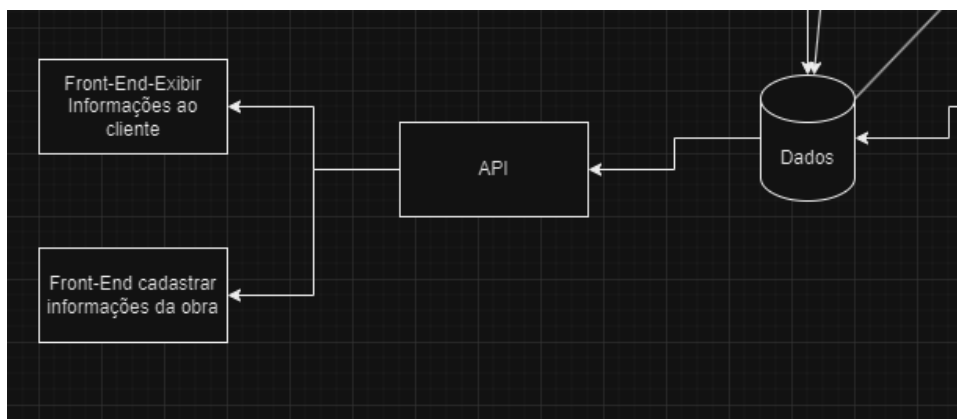 Front-End-Exibir
Informações ao
cliente
API
Dados
Front-End cadastrar
informações da obra